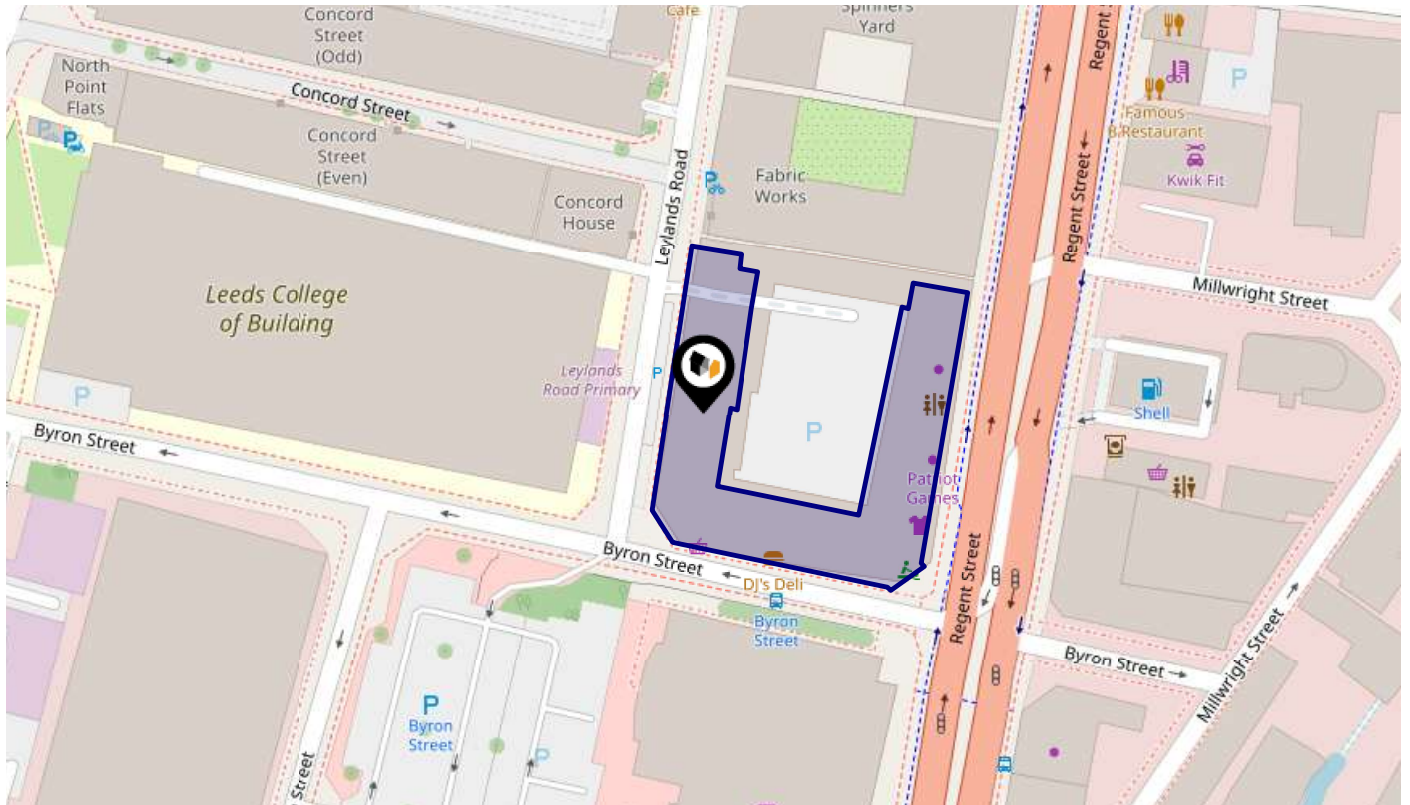 Cafe
Spinners
Yard
Concord
Street
(Odd)
Regent Street
North
Point
Flats
Concord Street
P
Famous
B Restaurant
Concord
Street
(Even)
P
P
P
Kwik Fit
Leylands Road
Fabric
Works
Concord
House
Regent Street
Leeds College
of Building
Millwright Street
Leylands
Road Primary
P
P
Shell
Byron Street
P
Patriot
Games
Byron Street
DJ's Deli
Byron
Street
Regent Street
Byron Street
Millwright Street
P
Byron
Street
P
Street